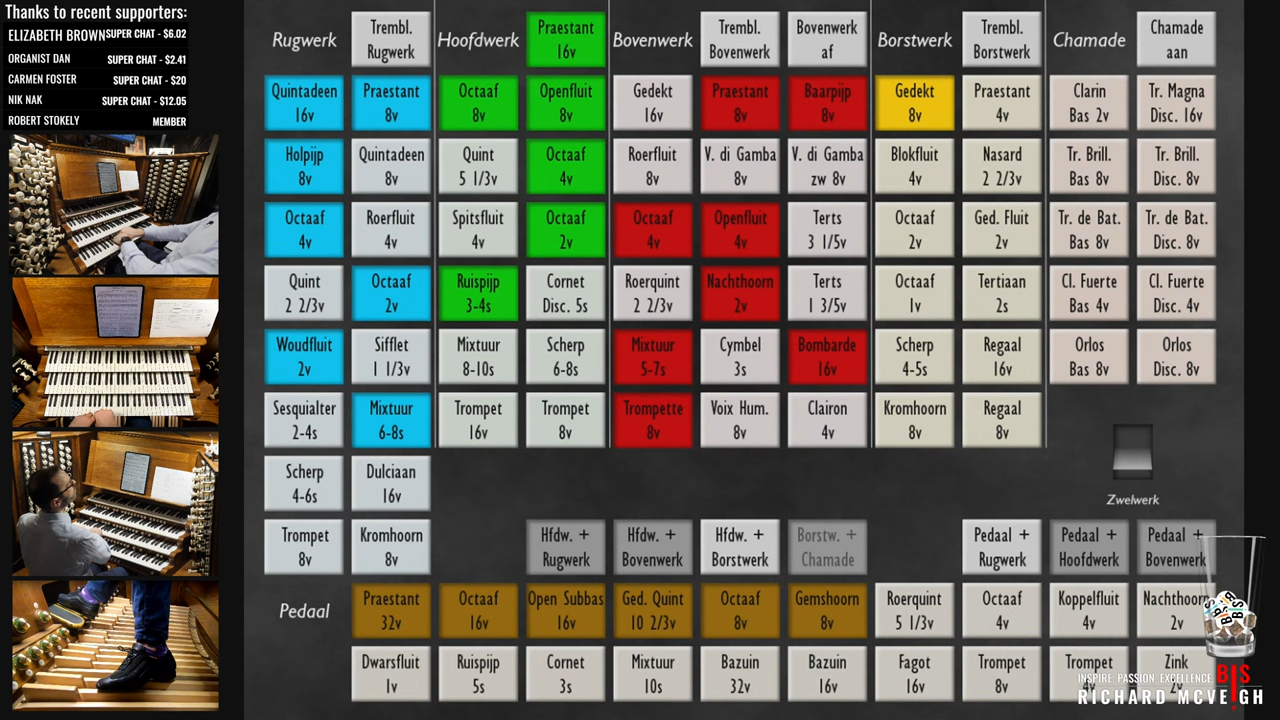 Thanks to recent supporters:
ELIZABETH BROWN SUPER CHAT - $6.02
ORGANIST DAN SUPER CHAT - $2.41
CARMEN FOSTER SUPER CHAT - $20
NIK NAK SUPER CHAT - $12.05
ROBERT STOKELY MEMBER
Rugwerk
Trembl.
Rugwerk
Hoofdwerk
Praestant
16v
Bovenwerk
Trembl.
Bovenwerk
Bovenwerk
af
Borstwerk
Trembl.
Borstwerk
Chamade
Chamade
aan
Quintadeen
16v
Praestant
8v
Octaaf
8v
Openfluit
8v
Gedekt
16v
Praestant
8v
Baarpijp
8v
Gedekt
8v
Praestant
4v
Clarin
Bas 2v
Tr. Magna
Disc. 16v
Holpijp
8v
Quintadeen
8v
Quint
5 1/3v
Octaaf
4v
Roerfluit
8v
V. di Gamba
8v
V. di Gamba
zw 8v
Blokfluit
4v
Nasard
2 2/3v
Tr. Brill.
Bas 8v
Tr. Brill.
Disc. 8v
Octaaf
4v
Roerfluit
4v
Spitsfluit
4v
Octaaf
2v
Octaaf
4v
Openfluit
4v
Terts
3 1/5v
Octaaf
2v
Ged. Fluit
2v
Tr. de Bat.
Bas 8v
Tr. de Bat.
Disc. 8v
Quint
2 2/3v
Octaaf
2v
Ruispijp
3-4s
Cornet
Disc. 5s
Roerquint
2 2/3v
Nachthoorn
2v
Terts
3/5v
Octaaf
1v
Tertiaan
2s
Cl. Fuerte
Bas 4v
Cl. Fuerte
Disc. 4v
Woudfluit
2v
Sifflet
1 1/3v
Mixtuur
8-10s
Scherp
6-8s
Mixtuur
5-7s
Cymbel
3s
Bombarde
16v
Scherp
4-5s
Regaal
16v
Orlos
Bas 8v
Orlos
Disc. 8v
Sesquialter
2-4s
Mixtuur
6-8s
Trompet
16v
Trompet
8v
Trompette
8v
Voix Hum.
8v
Clairon
4v
Kromhoorn
8v
Regaal
8v
Scherp
4-6s
Dulciaan
16v
Zwelwerk
Trompet
8v
Kromhoorn
8v
Hfdw. +
Rugwerk
Hfdw. +
Bovenwerk
Hfdw. +
Borstwerk
Borstw. +
Chamade
Pedaal +
Rugwerk
Pedaal +
Hoofdwerk
Pedaal +
Bovenwerk
Pedaal
Praestant
32v
Octaaf
16v
Open Subbas
16v
Ged. Quint
10 2/3v
Octaaf
8v
Gemshoorn
8v
Roerquint
5 1/3v
Octaaf
4v
Koppelfluit
4v
Nachthoorn
2v
Dwarsfluit
1v
Ruispijp
5s
Cornet
3s
Mixtuur
10s
Bazuin
32v
Bazuin
16v
Fagot
16v
Trompet
8v
Trompet
Zink
INSPIRE. PASSION. EXCELLENCE.
BIS
RICHARD MCVEIGH